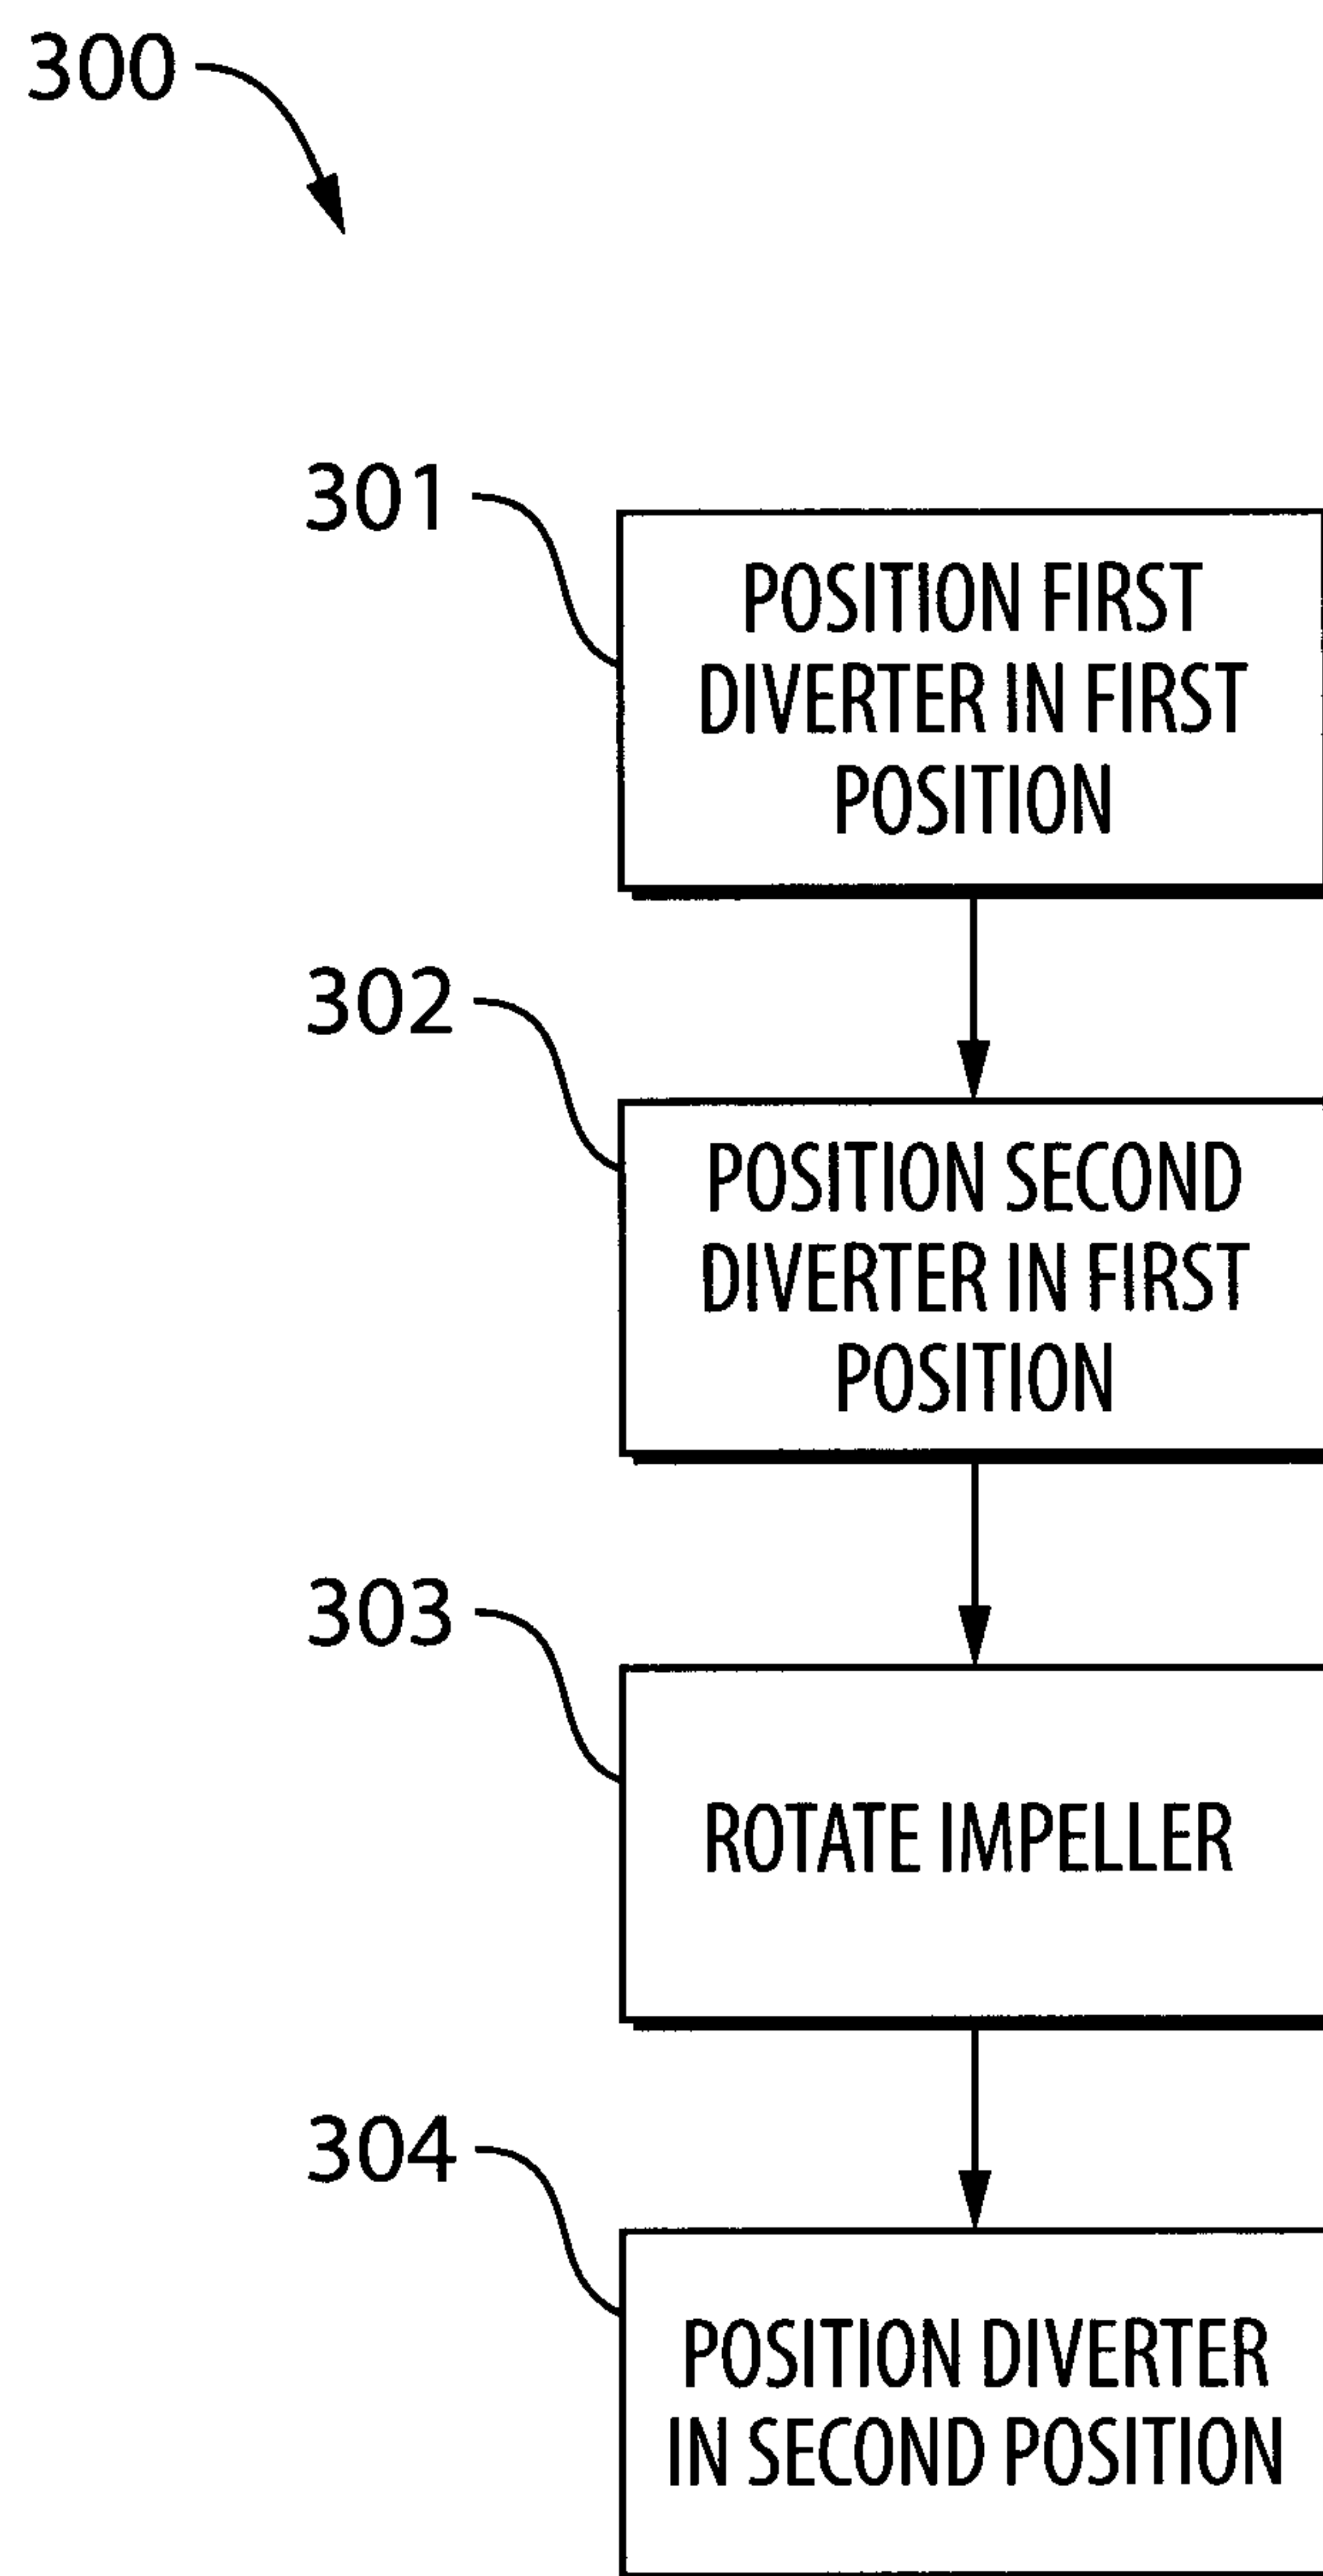 300
301
POSITION FIRST
DIVERTER IN FIRST
POSITION
302
POSITION SECOND
DIVERTER IN FIRST
POSITION
303
ROTATE IMPELLER
304
POSITION DIVERTER
IN SECOND POSITION